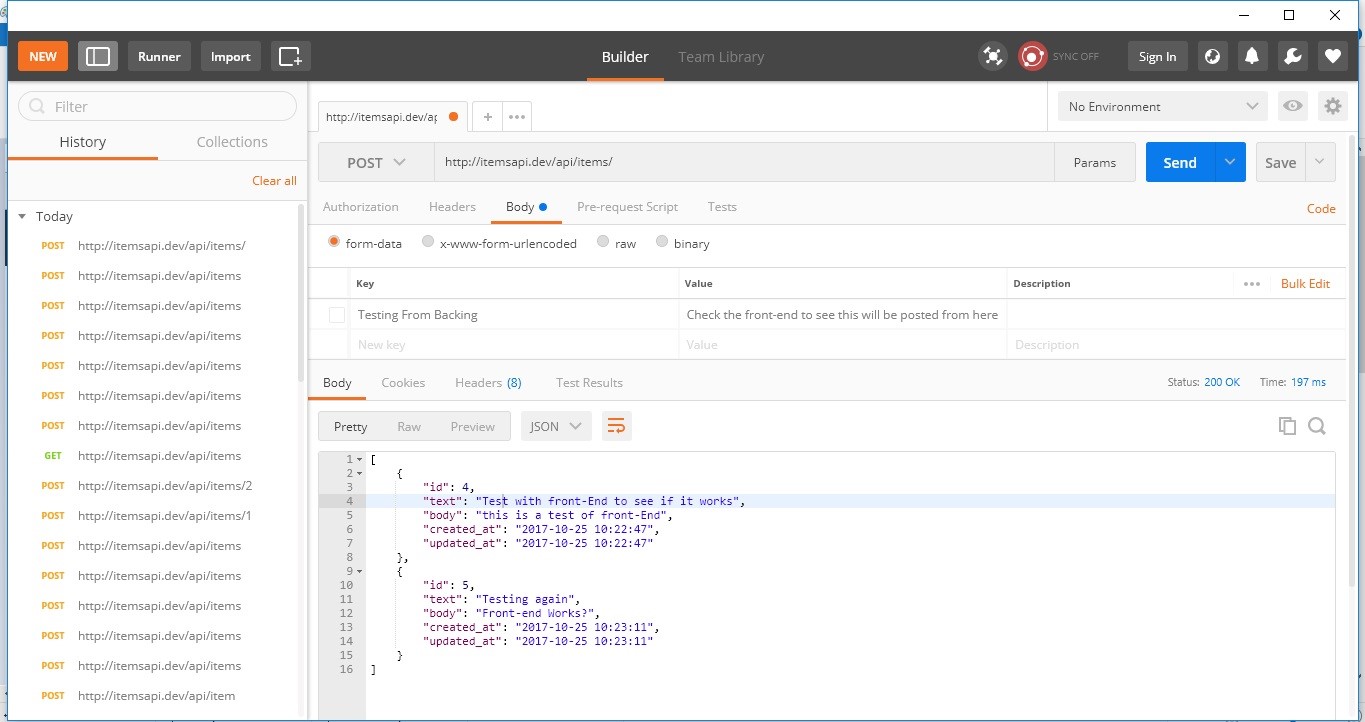 NEW Runner Import Builder Team Library SYNC OFF Sign In
Filter
History Collections
Clear all
Today
POST http://itemsapi.dev/api/items/
POST http://itemsapi.dev/api/items
POST http://itemsapi.dev/api/items
POST http://itemsapi.dev/api/items
POST http://itemsapi.dev/api/items
POST http://itemsapi.dev/api/items
POST http://itemsapi.dev/api/items
GET http://itemsapi.dev/api/items
POST http://itemsapi.dev/api/items/2
POST http://itemsapi.dev/api/items/1
POST http://itemsapi.dev/api/items
POST http://itemsapi.dev/api/items
POST http://itemsapi.dev/api/items
POST http://itemsapi.dev/api/items
POST http://itemsapi.dev/api/items
POST http://itemsapi.dev/api/item
http://itemsapi.dev/ap + ••• No Environment
POST http://itemsapi.dev/api/items/ Params Send Save
Authorization Headers Body Pre-request Script Tests Code
form-data x-www-form-urlencoded raw binary
Key Value Description ••• Bulk Edit
Testing From Backing Check the front-end to see this will be posted from here
New key Value Description
Body Cookies Headers (8) Test Results Status: 200 OK Time: 197 ms
Pretty Raw Preview JSON
1 [
2 {
3 "id": 4,
4 "text": "Test with front-End to see if it works",
5 "body": "this is a test of front-End",
6 "created_at": "2017-10-25 10:22:47",
7 "updated_at": "2017-10-25 10:22:47"
8 },
9 {
10 "id": 5,
11 "text": "Testing again",
12 "body": "Front-end Works?",
13 "created_at": "2017-10-25 10:23:11",
14 "updated_at": "2017-10-25 10:23:11"
15 }
16 ]